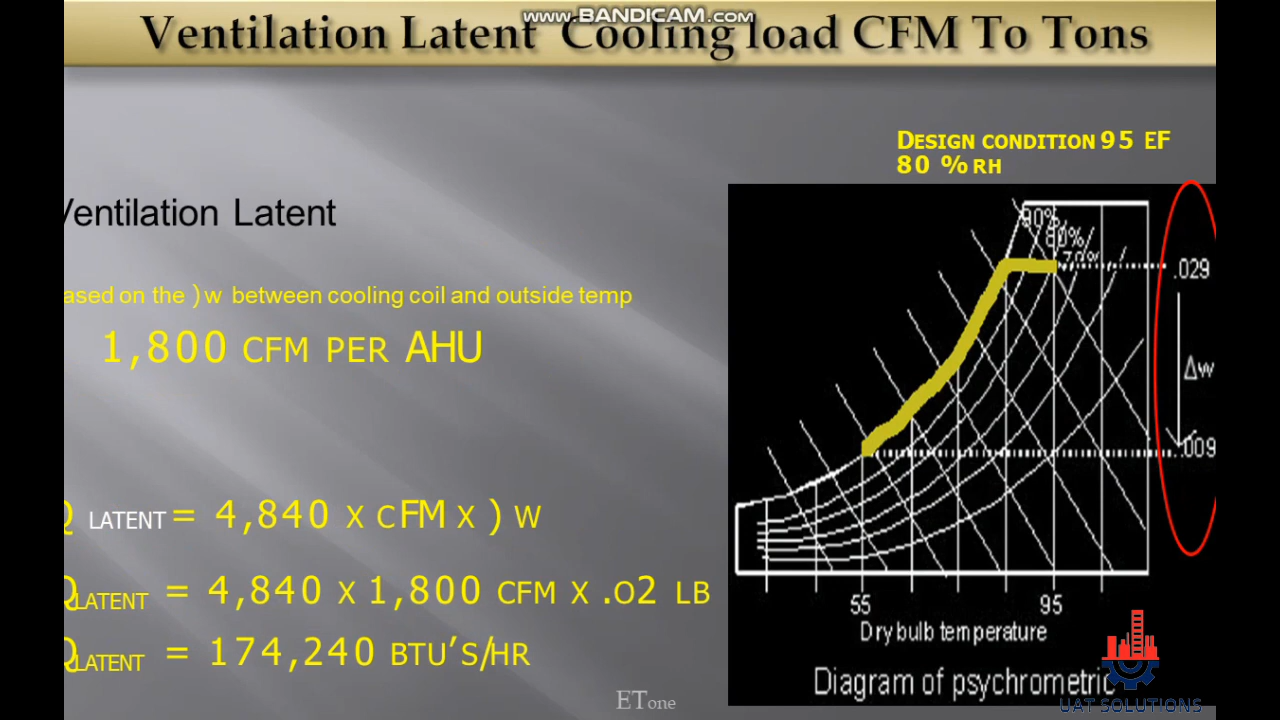 www.BANDICAM.com
Ventilation Latent Cooling load CFM To Tons
DESIGN CONDITION 95 EF
80 % RH
Ventilation Latent
ased on the )w between cooling coil and outside temp
1,800 CFM PER AHU
90%
80%
70%
.029
Δw
.009
Q LATENT = 4,840 X CFM X ) W
QLATENT = 4,840 X 1,800 CFM X .O2 LB
QLATENT = 174,240 BTU'S/HR
55 95
Dry bulb temperature
Diagram of psychrometric
ETone
UAT SOLUTIONS